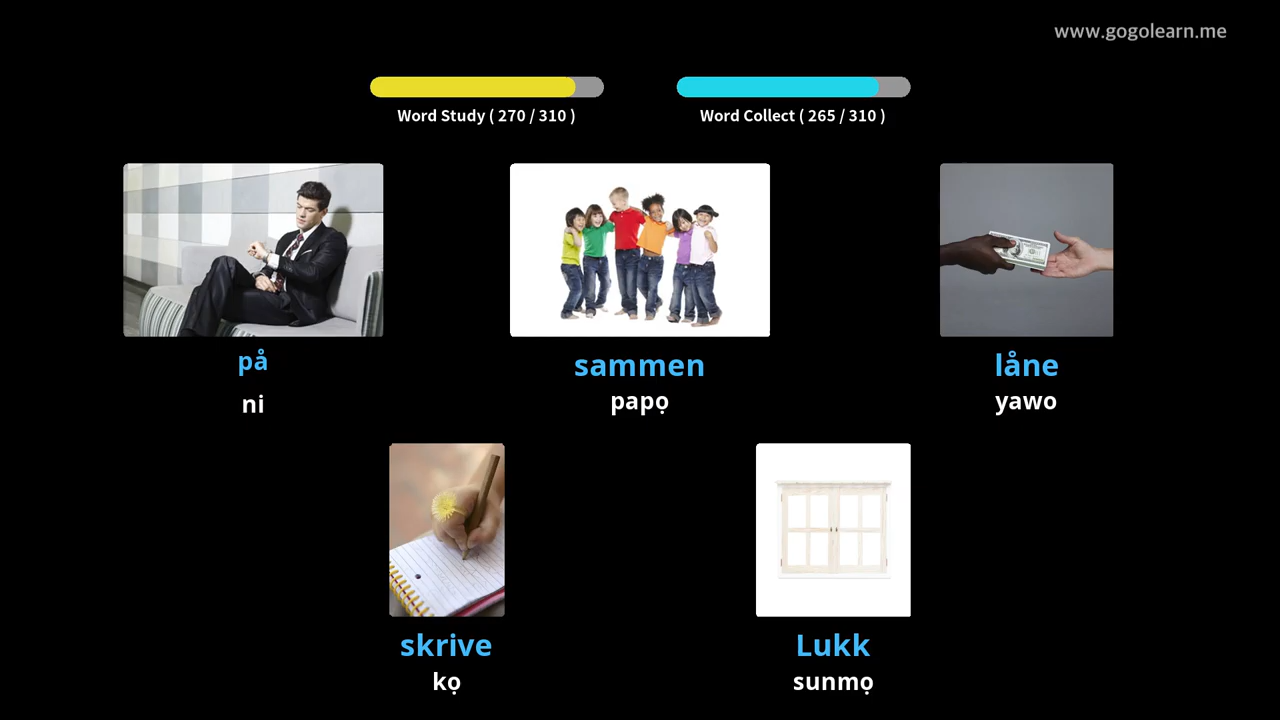 www.gogolearn.me
Word Study ( 270 / 310 )
Word Collect ( 265 / 310 )
på
ni
sammen
papọ
låne
yawo
skrive
kọ
Lukk
sunmọ